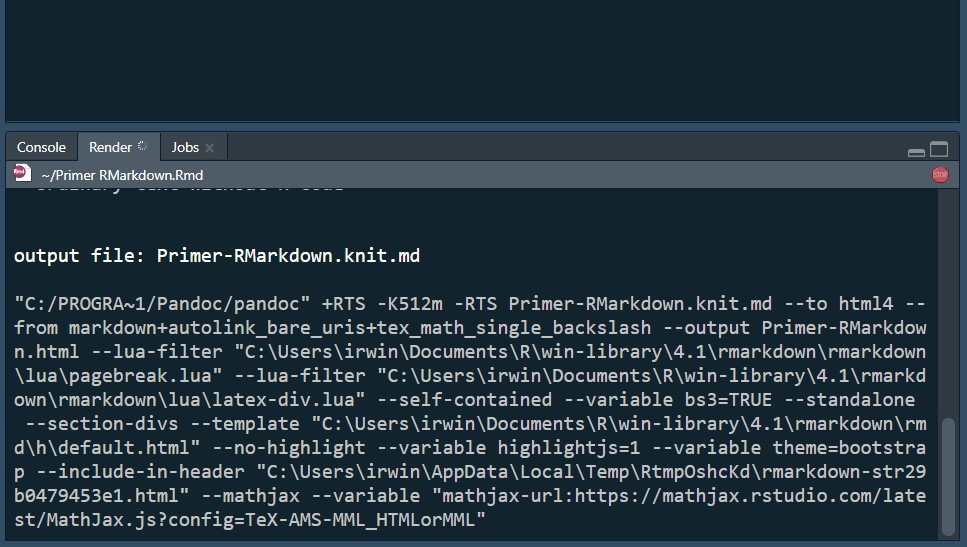 Console Render Jobs
~/Primer RMarkdown.Rmd
STOP
ordinary text without R code
output file: Primer-RMarkdown.knit.md
"C:/PROGRA~1/Pandoc/pandoc" +RTS -K512m -RTS Primer-RMarkdown.knit.md --to html4 --
from markdown+autolink_bare_uris+tex_math_single_backslash --output Primer-RMarkdow
n.html --lua-filter "C:\Users\irwin\Documents\R\win-library\4.1\rmarkdown\rmarkdown
\lua\pagebreak.lua" --lua-filter "C:\Users\irwin\Documents\R\win-library\4.1\rmarkd
own\rmarkdown\lua\latex-div.lua" --self-contained --variable bs3=TRUE --standalone
--section-divs --template "C:\Users\irwin\Documents\R\win-library\4.1\rmarkdown\rm
d\h\default.html" --no-highlight --variable highlightjs=1 --variable theme=bootstra
p --include-in-header "C:\Users\irwin\AppData\Local\Temp\RtmpOshcKd\rmarkdown-str29
b0479453e1.html" --mathjax --variable "mathjax-url:https://mathjax.rstudio.com/late
st/MathJax.js?config=TeX-AMS-MML_HTMLorMML"